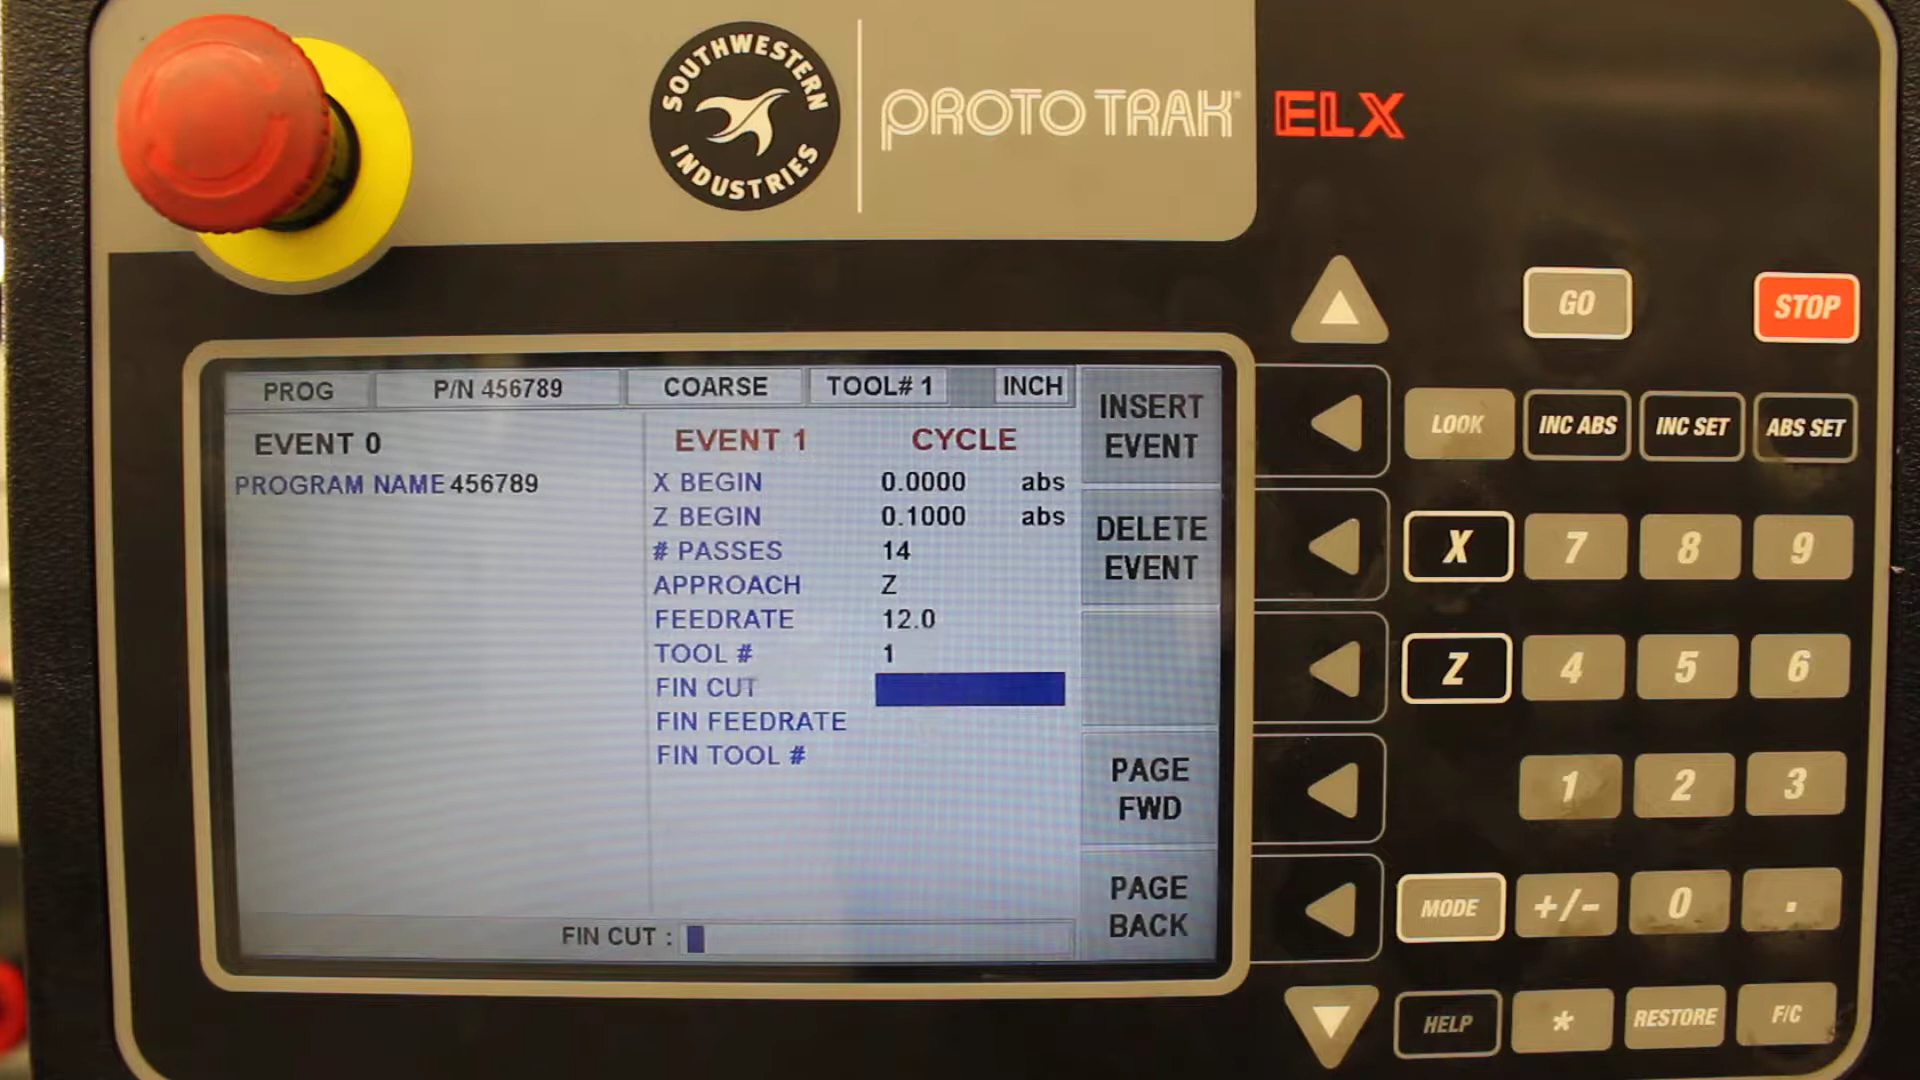 SOUTHWESTERN
INDUSTRIES
PROTO TRAK® ELX
PROG P/N 456789 COARSE TOOL# 1 INCH
EVENT 0
PROGRAM NAME 456789
EVENT 1 CYCLE
X BEGIN 0.0000 abs
Z BEGIN 0.1000 abs
# PASSES 14
APPROACH Z
FEEDRATE 12.0
TOOL # 1
FIN CUT
FIN FEEDRATE
FIN TOOL #
FIN CUT :
INSERT
EVENT
DELETE
EVENT
PAGE
FWD
PAGE
BACK
GO STOP
LOOK INC ABS INC SET ABS SET
X 7 8 9
Z 4 5 6
1 2 3
MODE +/- 0 .
HELP * RESTORE F/C